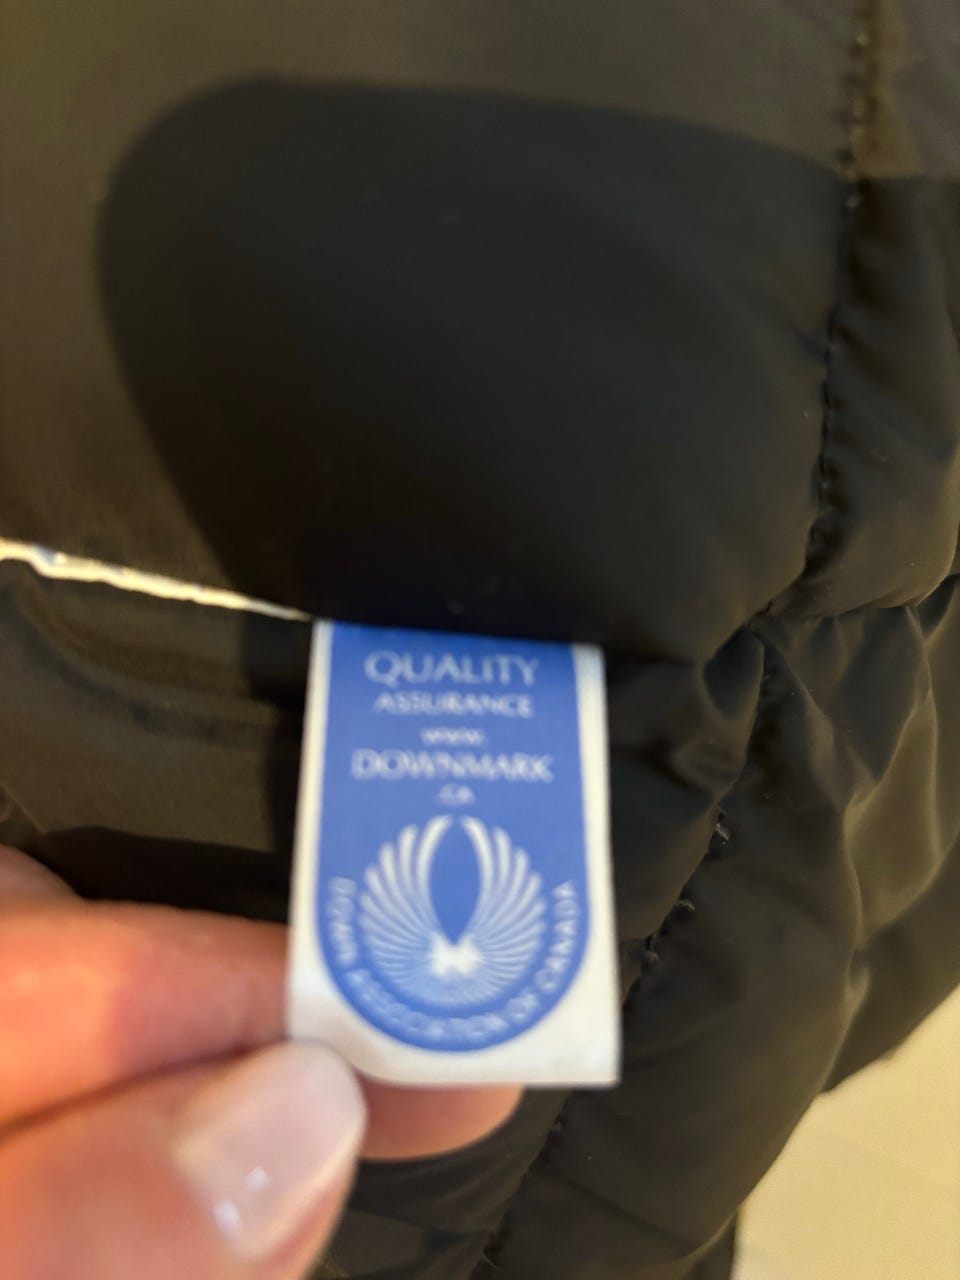 QUALITY
ASSURANCE
www.
DOWNMARK
.CA
DOWN ASSOCIATION OF CANADA